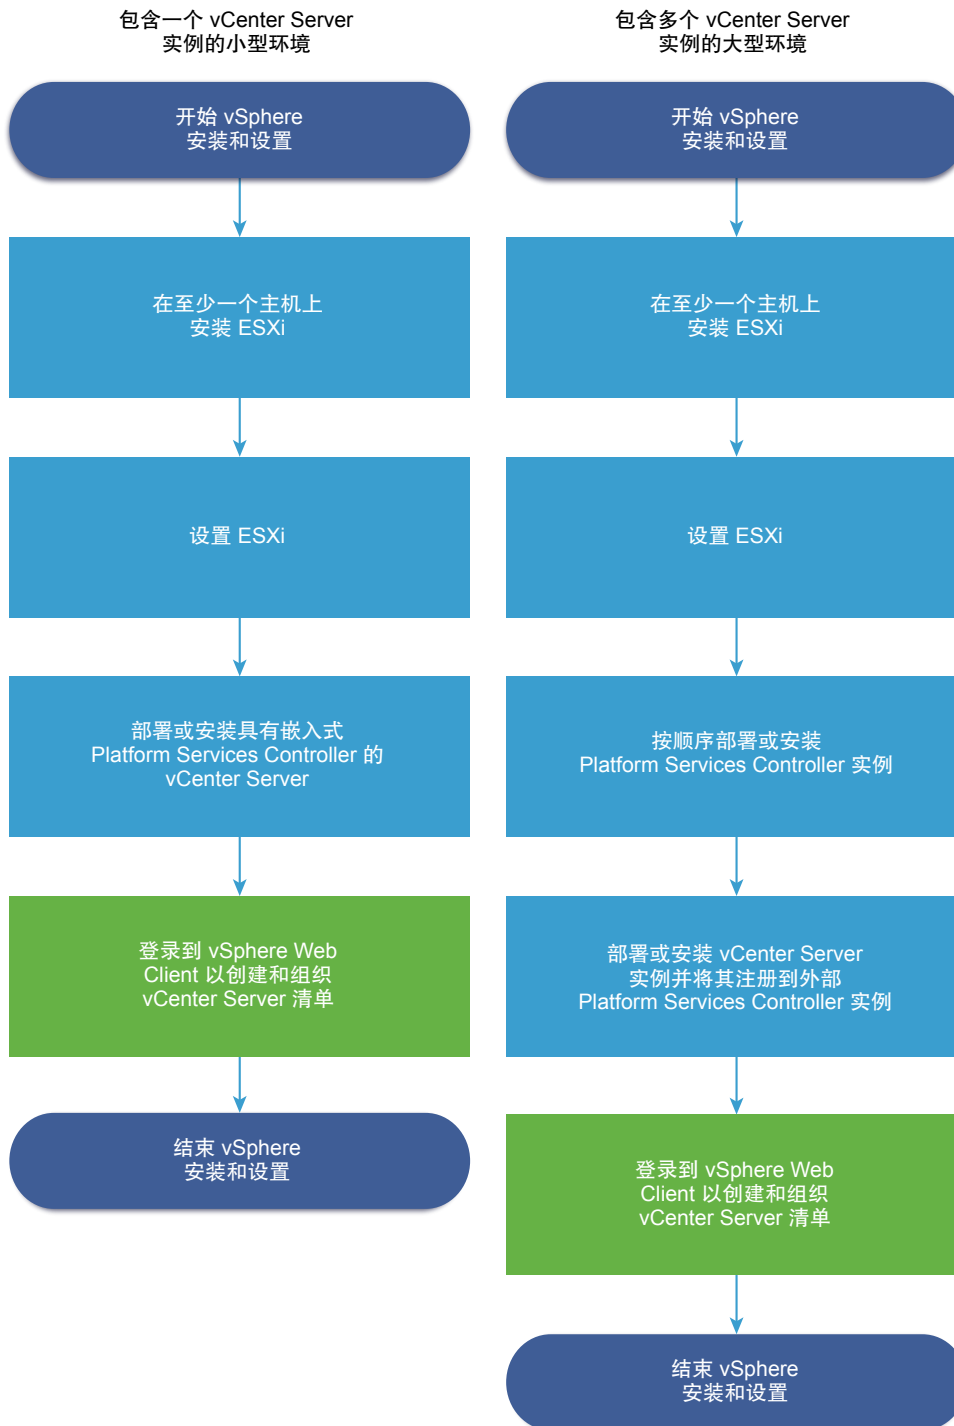 包含一个 vCenter Server
实例的小型环境
开始 vSphere
安装和设置
在至少一个主机上
安装 ESXi
设置 ESXi
部署或安装具有嵌入式
Platform Services Controller 的
vCenter Server
登录到 vSphere Web
Client 以创建和组织
vCenter Server 清单
结束 vSphere
安装和设置
包含多个 vCenter Server
实例的大型环境
开始 vSphere
安装和设置
在至少一个主机上
安装 ESXi
设置 ESXi
按顺序部署或安装
Platform Services Controller 实例
部署或安装 vCenter Server
实例并将其注册到外部
Platform Services Controller 实例
登录到 vSphere Web
Client 以创建和组织
vCenter Server 清单
结束 vSphere
安装和设置